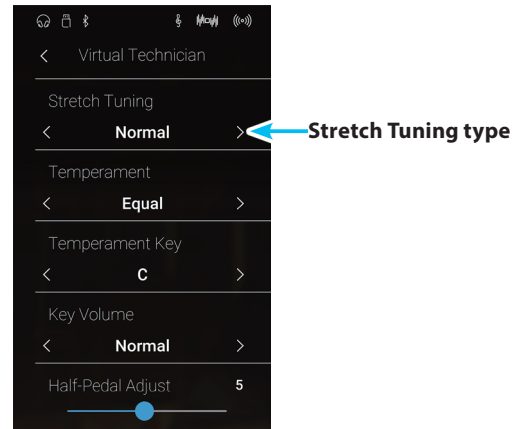 Virtual Technician
Stretch Tuning
Normal
Stretch Tuning type
Temperament
Equal
Temperament Key
C
Key Volume
Normal
Half-Pedal Adjust 5